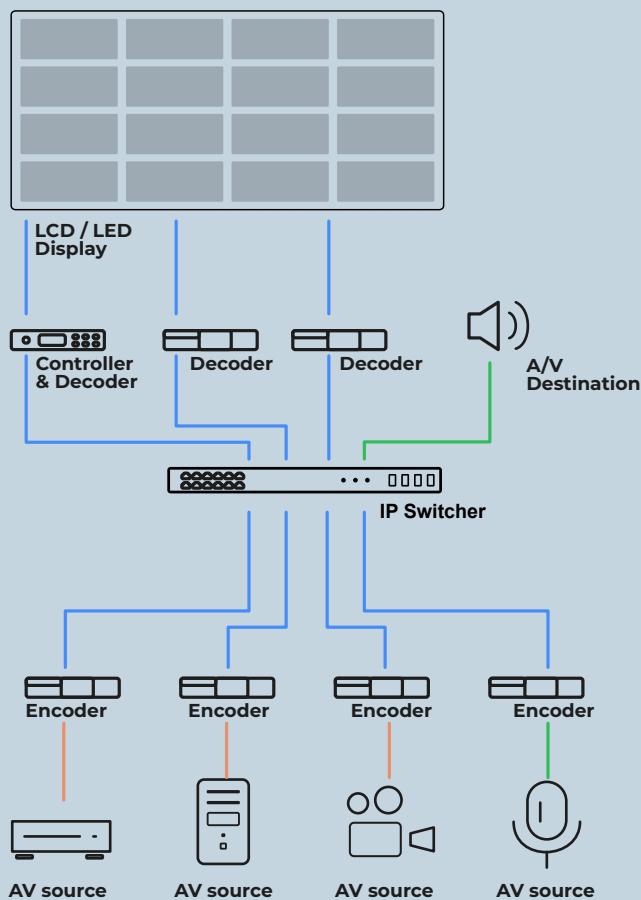 LCD / LED
Display
Controller
& Decoder
Decoder
Decoder
A/V
Destination
IP Switcher
Encoder
Encoder
Encoder
Encoder
AV source
AV source
AV source
AV source